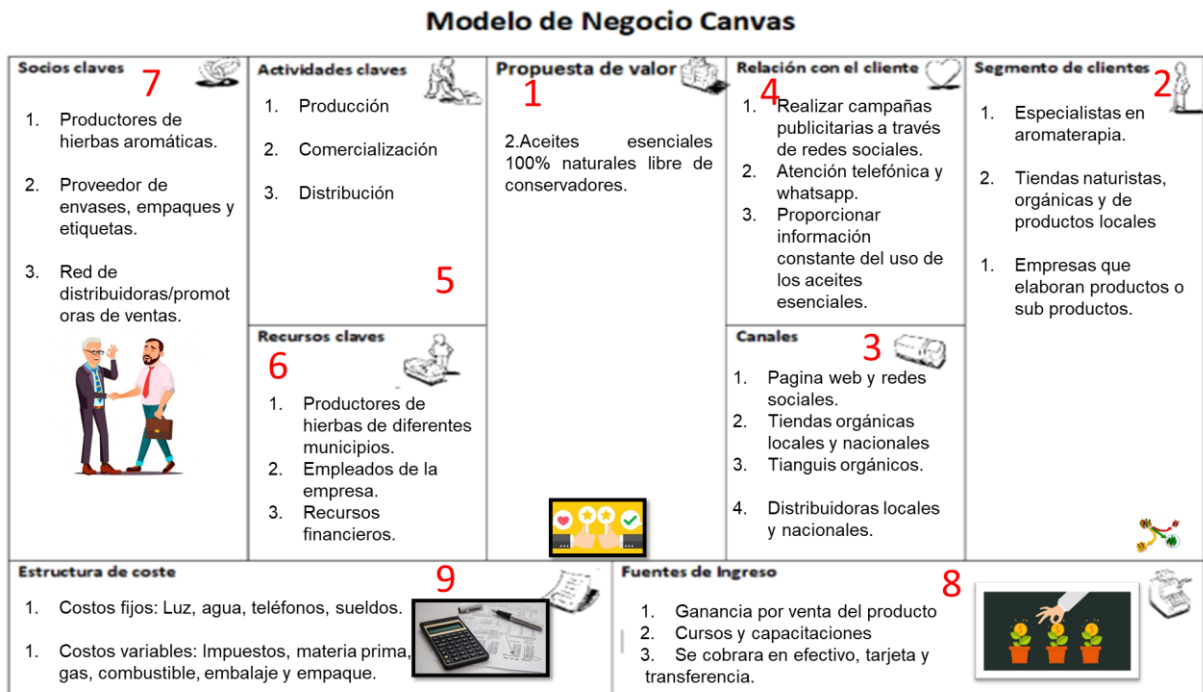 Modelo de Negocio Canvas
Socios claves
7
1. Productores de
hierbas aromáticas.
2. Proveedor de
envases, empaques y
etiquetas.
3. Red de
distribuidoras/promot
oras de ventas.
Actividades claves
1. Producción
2. Comercialización
3. Distribución
5
Recursos claves
6
1. Productores de
hierbas de diferentes
municipios.
2. Empleados de la
empresa.
3. Recursos
financieros.
Propuesta de valor
1
2.Aceites esenciales
100% naturales libre de
conservadores.
Relación con el cliente
4
1. Realizar campañas
publicitarias a través
de redes sociales.
2. Atención telefónica y
whatsapp.
3. Proporcionar
información
constante del uso de
los aceites
esenciales.
Canales
3
1. Pagina web y redes
sociales.
2. Tiendas orgánicas
locales y nacionales
3. Tianguis orgánicos.
4. Distribuidoras locales
y nacionales.
Segmento de clientes
2
1. Especialistas en
aromaterapia.
2. Tiendas naturistas,
orgánicas y de
productos locales
1. Empresas que
elaboran productos o
sub productos.
Estructura de coste
9
1. Costos fijos: Luz, agua, teléfonos, sueldos.
1. Costos variables: Impuestos, materia prima,
gas, combustible, embalaje y empaque.
Fuentes de Ingreso
8
1. Ganancia por venta del producto
2. Cursos y capacitaciones
3. Se cobrara en efectivo, tarjeta y
transferencia.